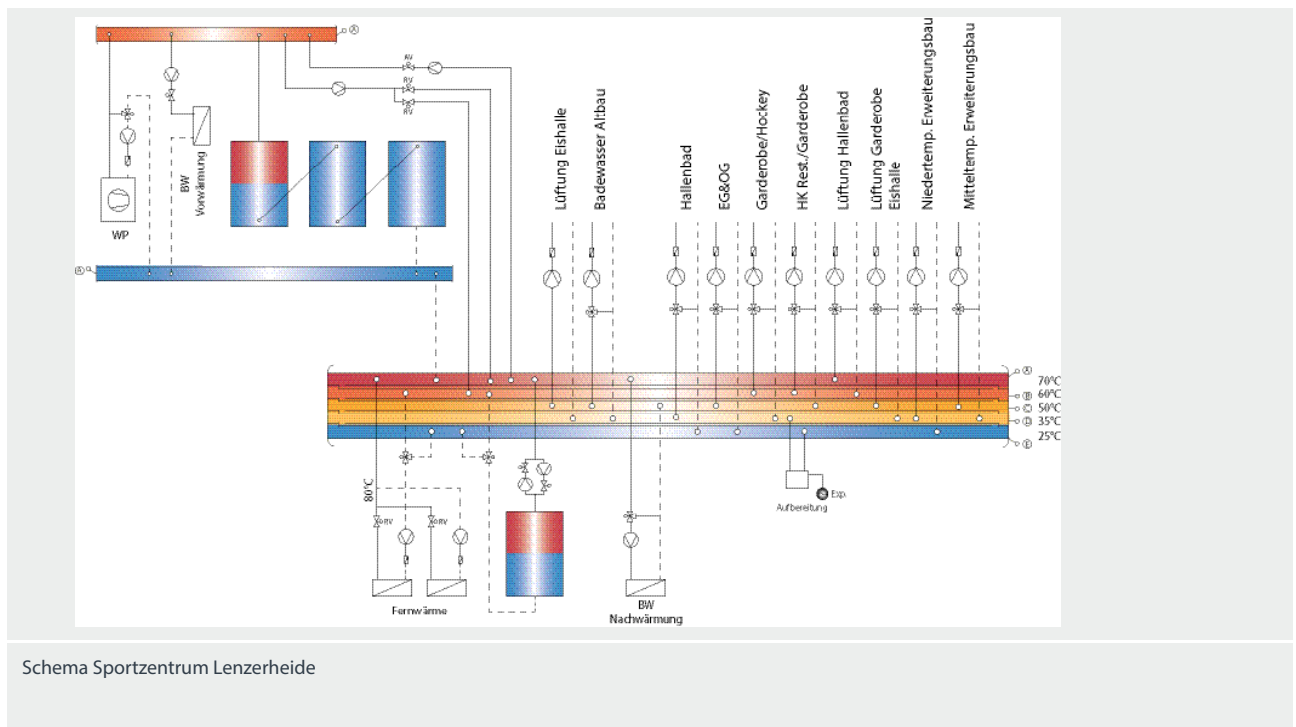 A
RV
RV
RV
BW
Vorwärmung
WP
A
Lüftung Eishalle
Badewasser Altbau
Hallenbad
EG&OG
Garderobe/Hockey
HK Rest./Garderobe
Lüftung Hallenbad
Lüftung Garderobe
Eishalle
Niedertemp. Erweiterungsbau
Mitteltemp. Erweiterungsbau
A
70°C
B 60°C
C 50°C
D 35°C
25°C
E
80°C
RV
RV
Exp.
Aufbereitung
Fernwärme
BW
Nachwärmung
Schema Sportzentrum Lenzerheide